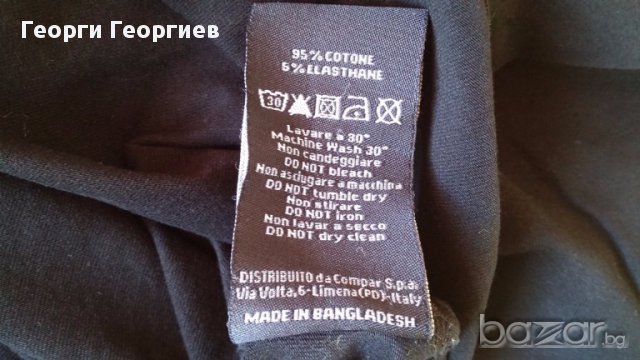 Георги Георгиев
95% COTONE
5% ELASTHANE
30
Lavare a 30°
Machine Wash 30°
Non candeggiare
DO NOT bleach
Non asciugare a macchina
DO NOT tumble dry
Non stirare
DO NOT iron
Non lavar a secco
DO NOT dry clean
DISTRIBUITO da Compar S.p.a.
Via Volta,6-Limena(PD)-Italy
MADE IN BANGLADESH
bazar.bg